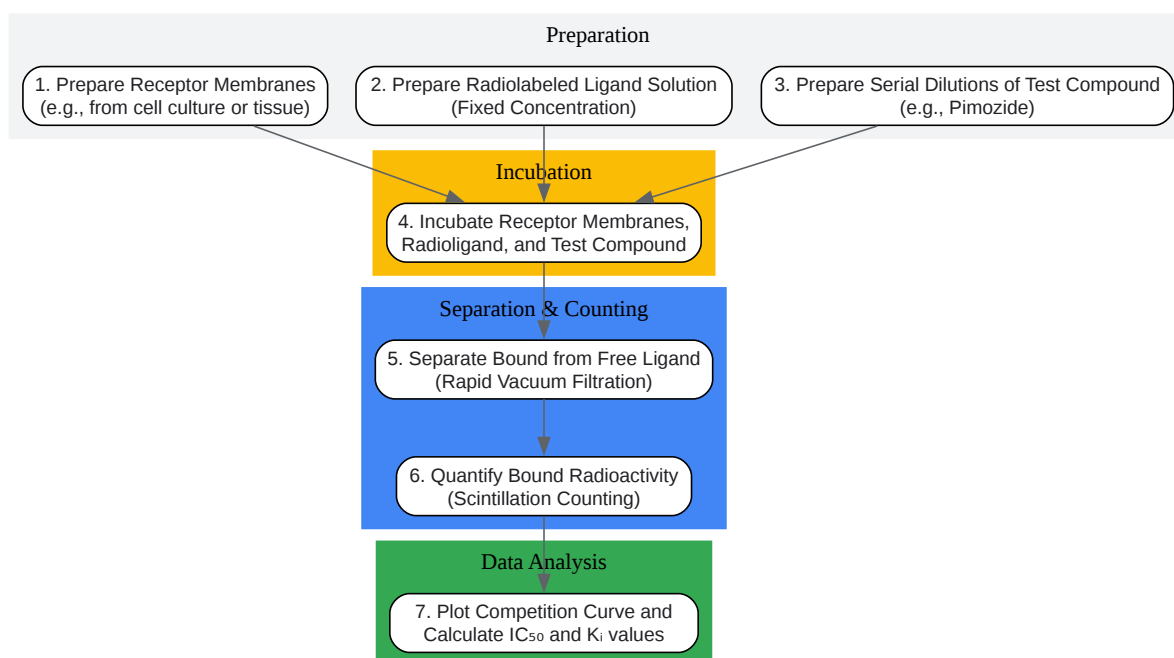 Preparation
1. Prepare Receptor Membranes
(e.g., from cell culture or tissue)
2. Prepare Radiolabeled Ligand Solution
(Fixed Concentration)
3. Prepare Serial Dilutions of Test Compound
(e.g., Pimozide)
Incubation
4. Incubate Receptor Membranes,
Radioligand, and Test Compound
Separation & Counting
5. Separate Bound from Free Ligand
(Rapid Vacuum Filtration)
6. Quantify Bound Radioactivity
(Scintillation Counting)
Data Analysis
7. Plot Competition Curve and
Calculate IC₅₀ and Kᵢ values